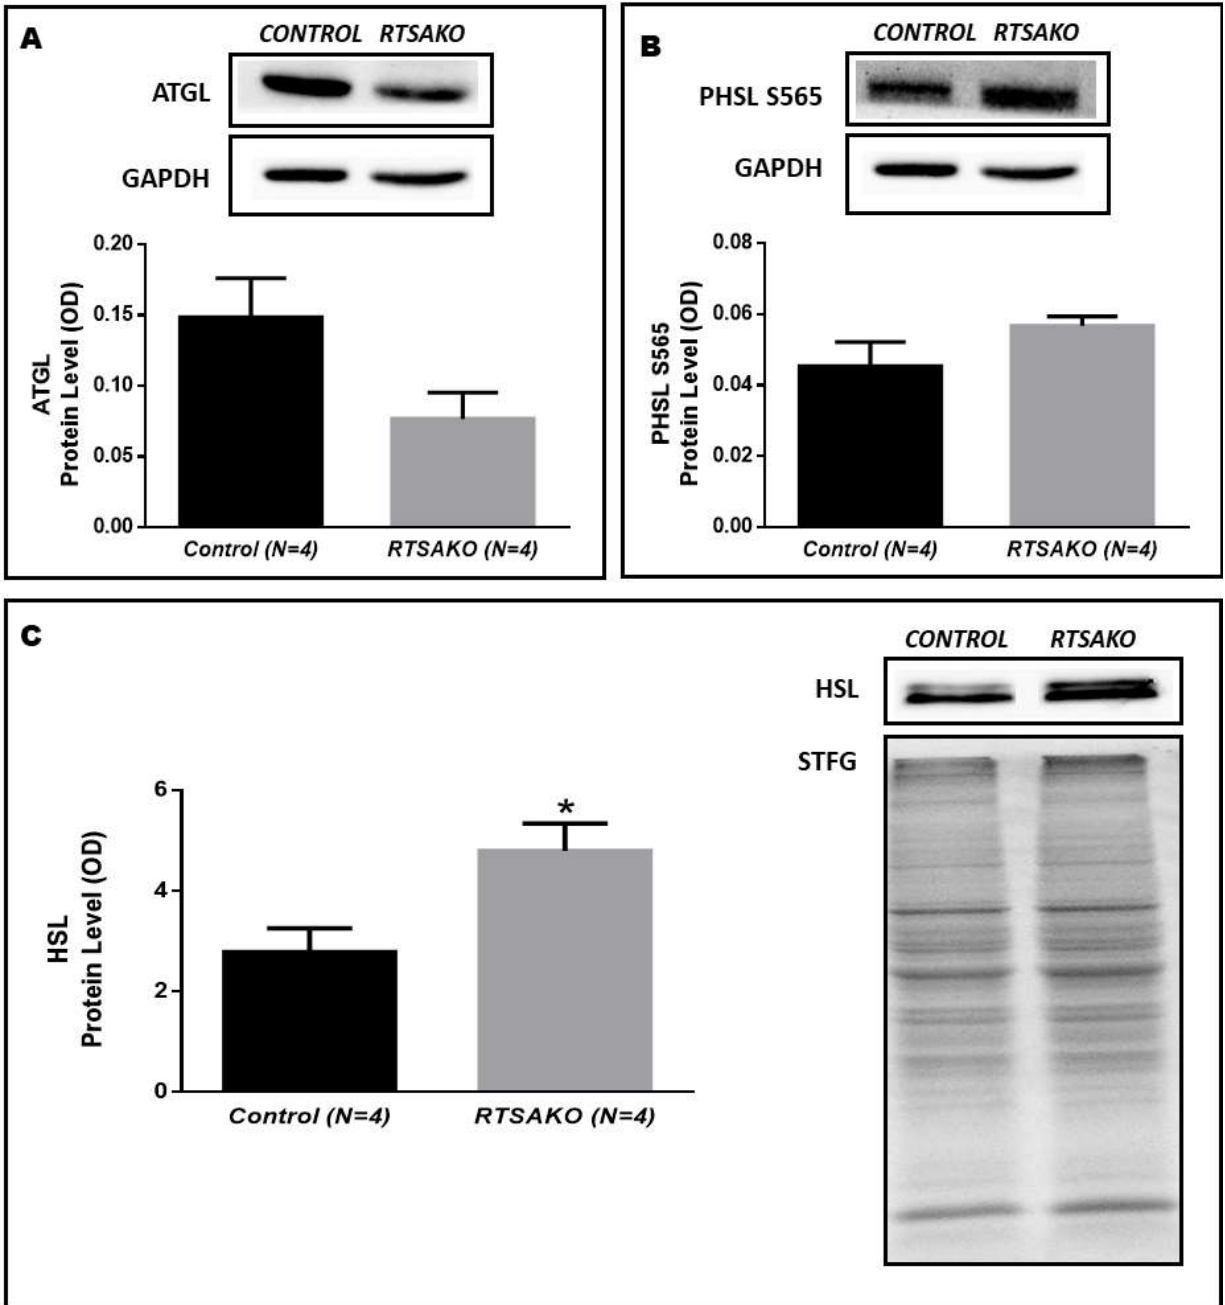 A
CONTROL RTSAKO
ATGL
GAPDH
0.20
0.15
0.10
0.05
0.00
ATGL
Protein Level (OD)
Control (N=4) RTSAKO (N=4)
B
CONTROL RTSAKO
PHSL S565
GAPDH
0.08
0.06
0.04
0.02
0.00
PHSL S565
Protein Level (OD)
Control (N=4) RTSAKO (N=4)
C
CONTROL RTSAKO
HSL
STFG
6
4
2
0
*
HSL
Protein Level (OD)
Control (N=4) RTSAKO (N=4)